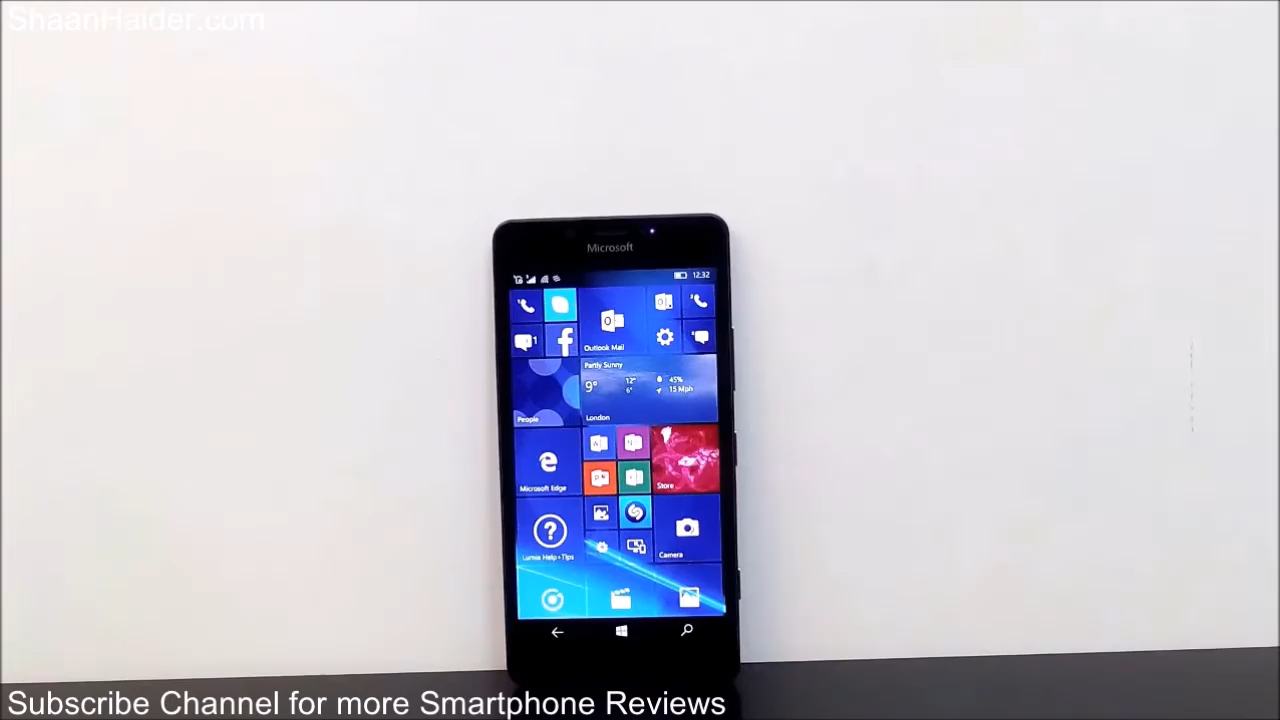 ShaanHaider.com
Microsoft
12:32
Outlook Mail
Partly Sunny
9° 12° 45%
6° 15 Mph
People
London
Microsoft Edge
Store
Lumia Help+Tips
Camera
Subscribe Channel for more Smartphone Reviews